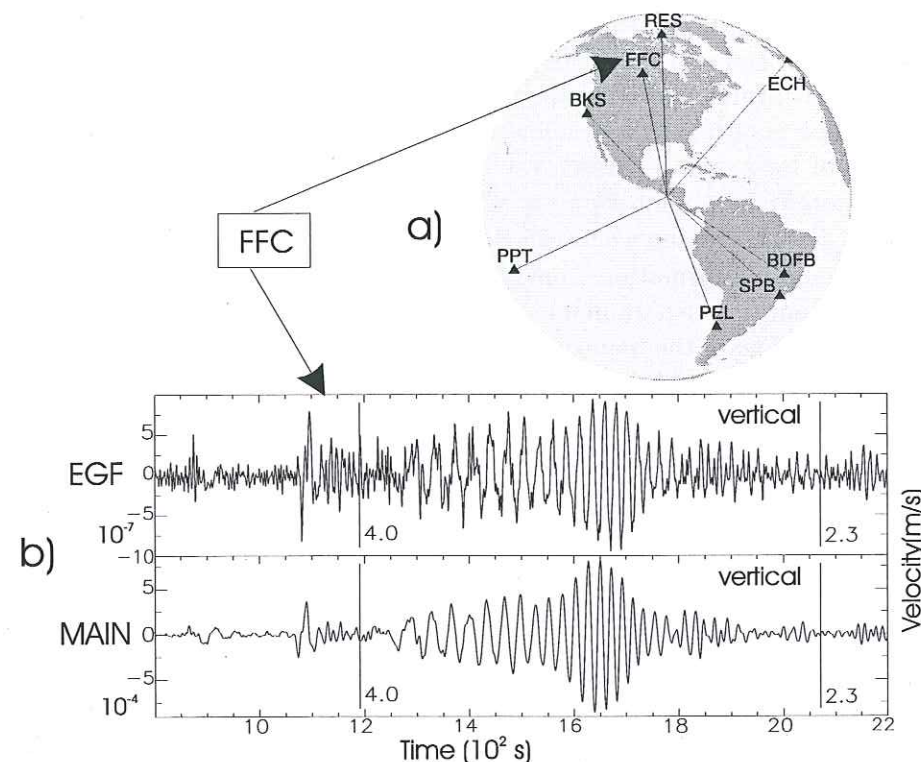 RES
FFC
ECH
BKS
a)
FFC
PPT
BDFB
SPB
PEL
5
vertical
EGF
0
−5
4.0
2.3
10⁻⁷
−10
b)
Velocity(m/s)
5
vertical
MAIN
0
−5
4.0
2.3
10⁻⁴
10 12 14 16 18 20 22
Time (10² s)